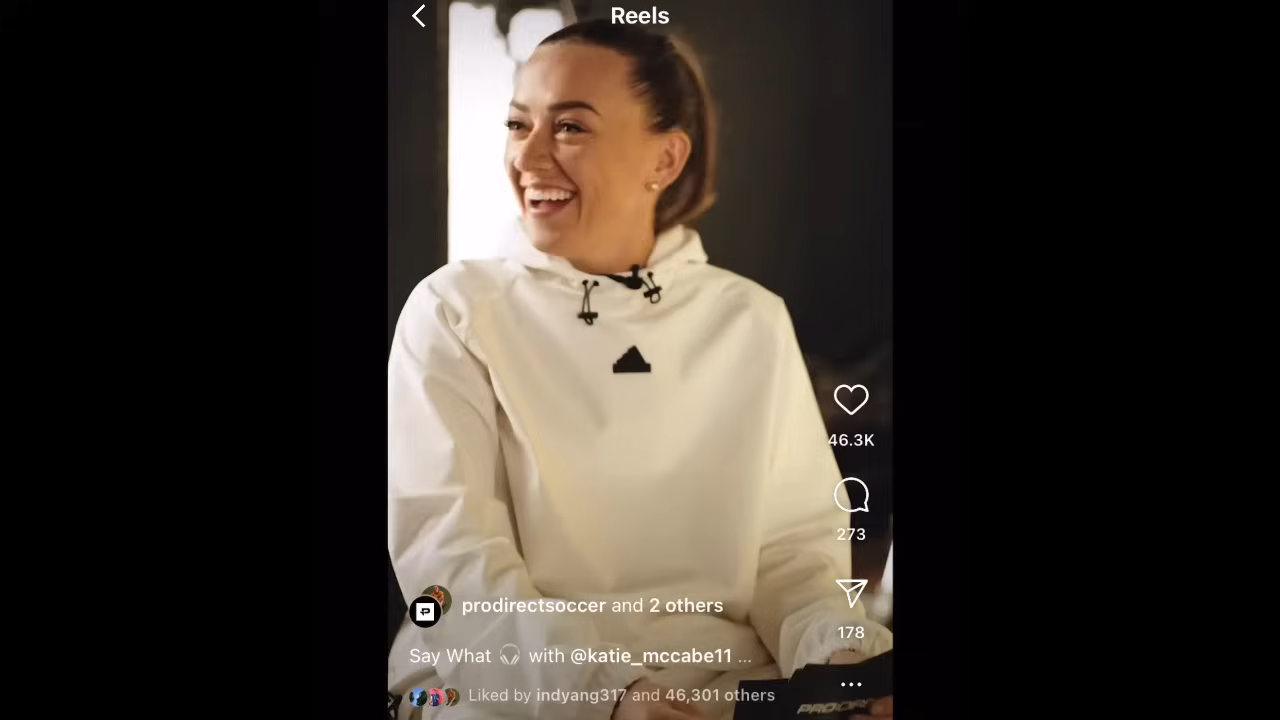 Reels
46.3K
273
prodirectsoccer and 2 others
178
Say What 🎧 with @katie_mccabe11 ...
Liked by indyang317 and 46,301 others